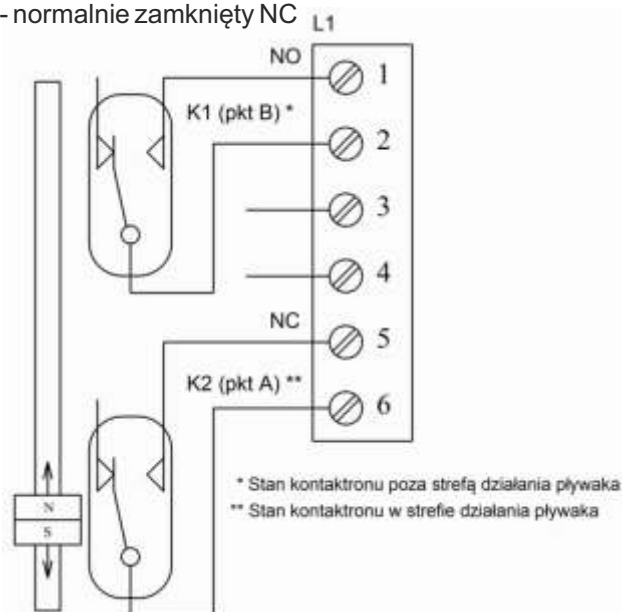 - normalnie zamknięty NC
L1
NO
1
K1 (pkt B) *
2
3
4
NC
5
K2 (pkt A) **
6
* Stan kontaktronu poza strefą działania pływaka
** Stan kontaktronu w strefie działania pływaka
N
S